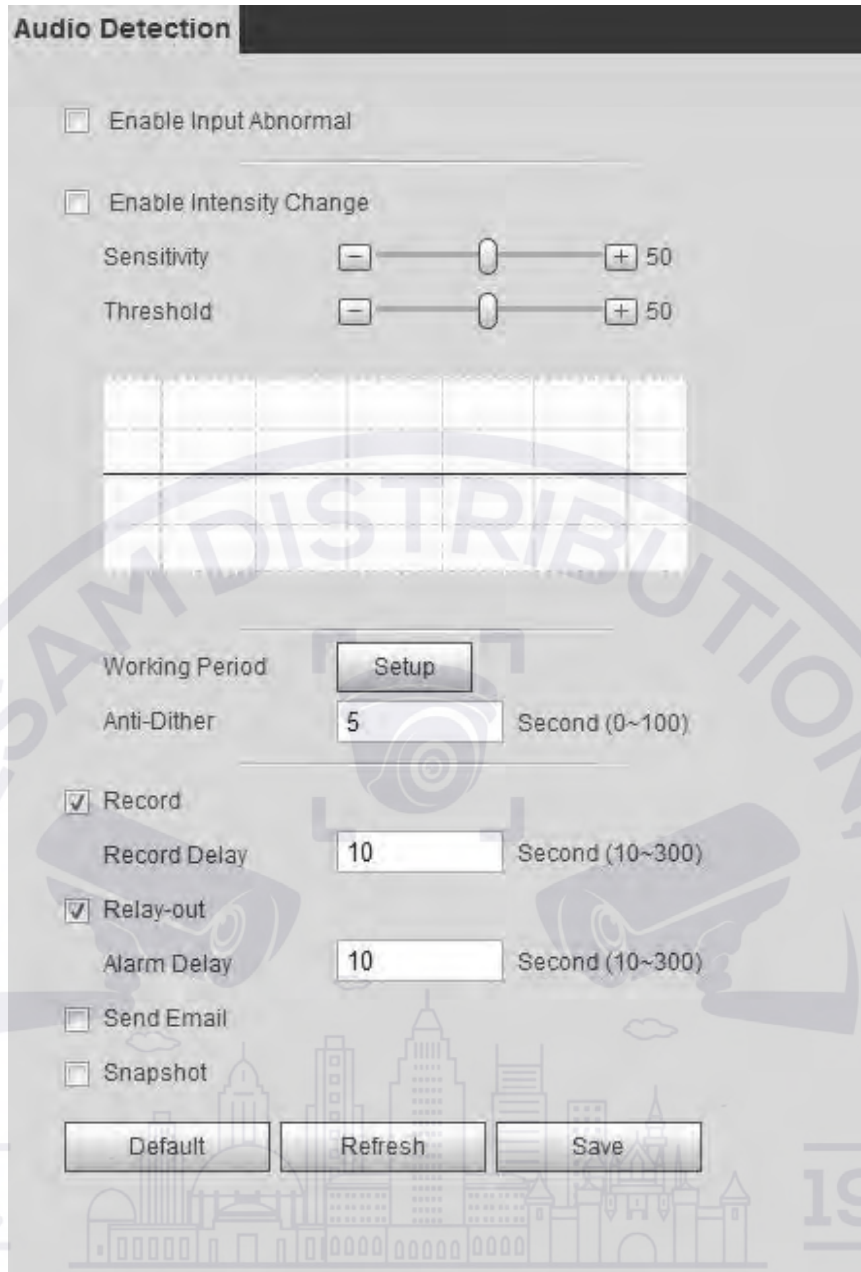 Audio Detection
Enable Input Abnormal
Enable Intensity Change
Sensitivity - + 50
Threshold - + 50
DISTRIBUTION
Working Period Setup
Anti-Dither 5 Second (0~100)
Record
Record Delay 10 Second (10~300)
Relay-out
Alarm Delay 10 Second (10~300)
Send Email
Snapshot
Default Refresh Save